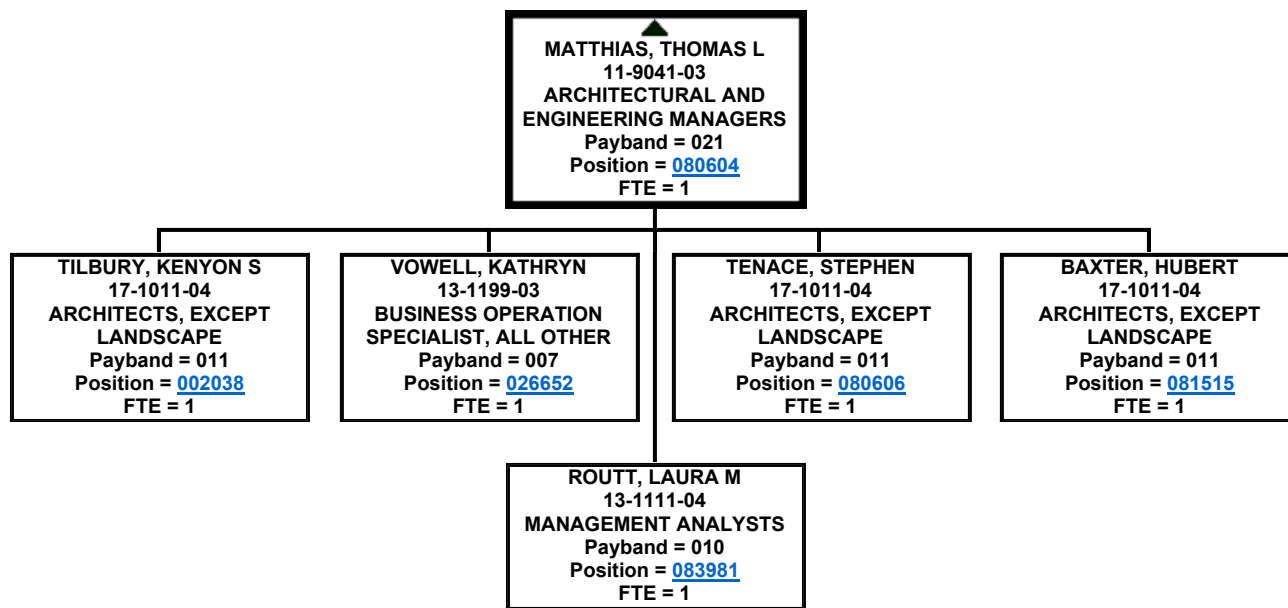 MATTHIAS, THOMAS L
11-9041-03
ARCHITECTURAL AND
ENGINEERING MANAGERS
Payband = 021
Position = 080604
FTE = 1
TILBURY, KENYON S
17-1011-04
ARCHITECTS, EXCEPT
LANDSCAPE
Payband = 011
Position = 002038
FTE = 1
VOWELL, KATHRYN
13-1199-03
BUSINESS OPERATION
SPECIALIST, ALL OTHER
Payband = 007
Position = 026652
FTE = 1
TENACE, STEPHEN
17-1011-04
ARCHITECTS, EXCEPT
LANDSCAPE
Payband = 011
Position = 080606
FTE = 1
BAXTER, HUBERT
17-1011-04
ARCHITECTS, EXCEPT
LANDSCAPE
Payband = 011
Position = 081515
FTE = 1
ROUTT, LAURA M
13-1111-04
MANAGEMENT ANALYSTS
Payband = 010
Position = 083981
FTE = 1